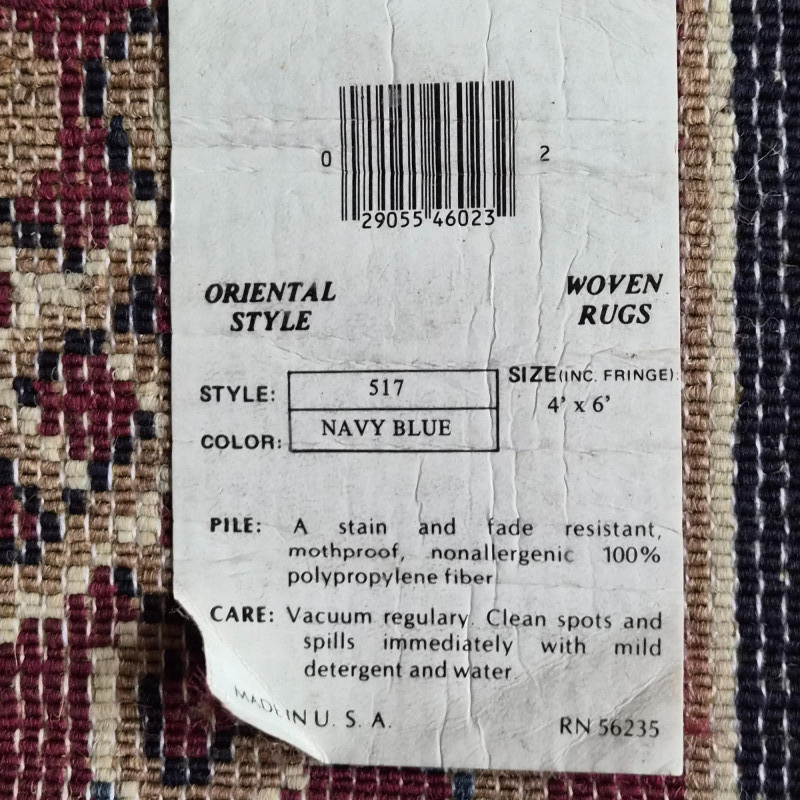 0 29055 46023 2
ORIENTAL STYLE
WOVEN RUGS
STYLE: 517
COLOR: NAVY BLUE
SIZE (INC. FRINGE):
4' x 6'
PILE: A stain and fade resistant,
mothproof, nonallergenic 100%
polypropylene fiber
CARE: Vacuum regulary. Clean spots and
spills immediately with mild
detergent and water.
MADE IN U. S. A.
RN 56235